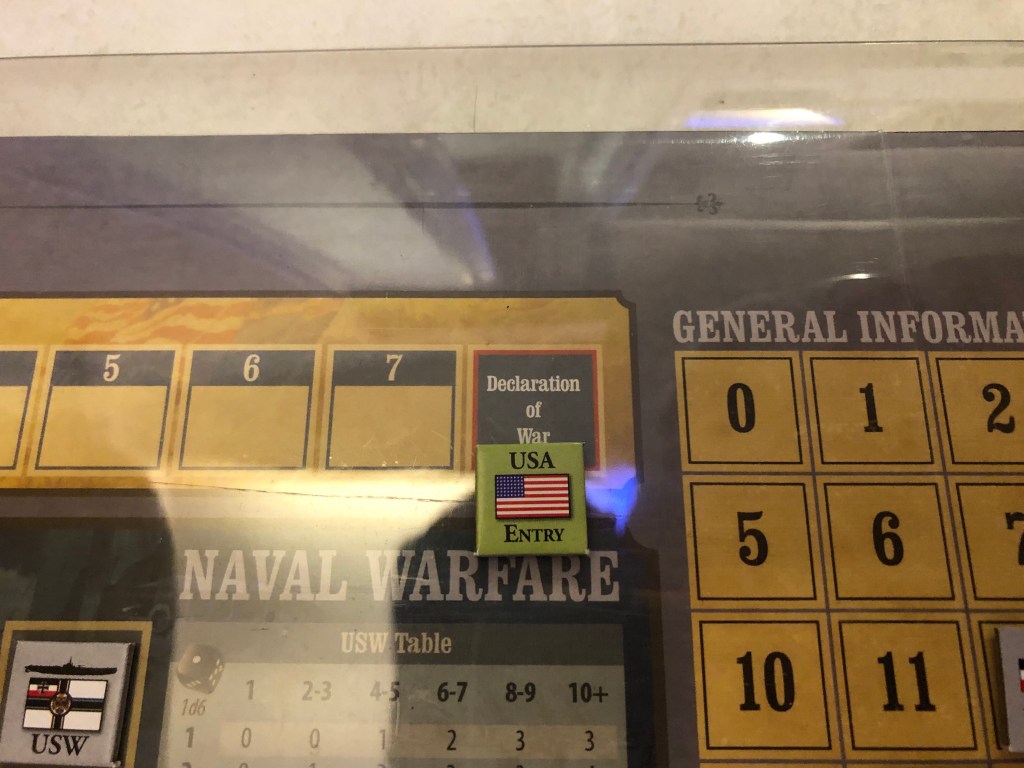 GENERAL INFORMA
5 6 7
Declaration
of
War
USA
ENTRY
0 1 2
5 6 7
10 11
NAVAL WARFARE
USW Table
1d6 1 2-3 4-5 6-7 8-9 10+
1 0 0 1 2 3 3
USW